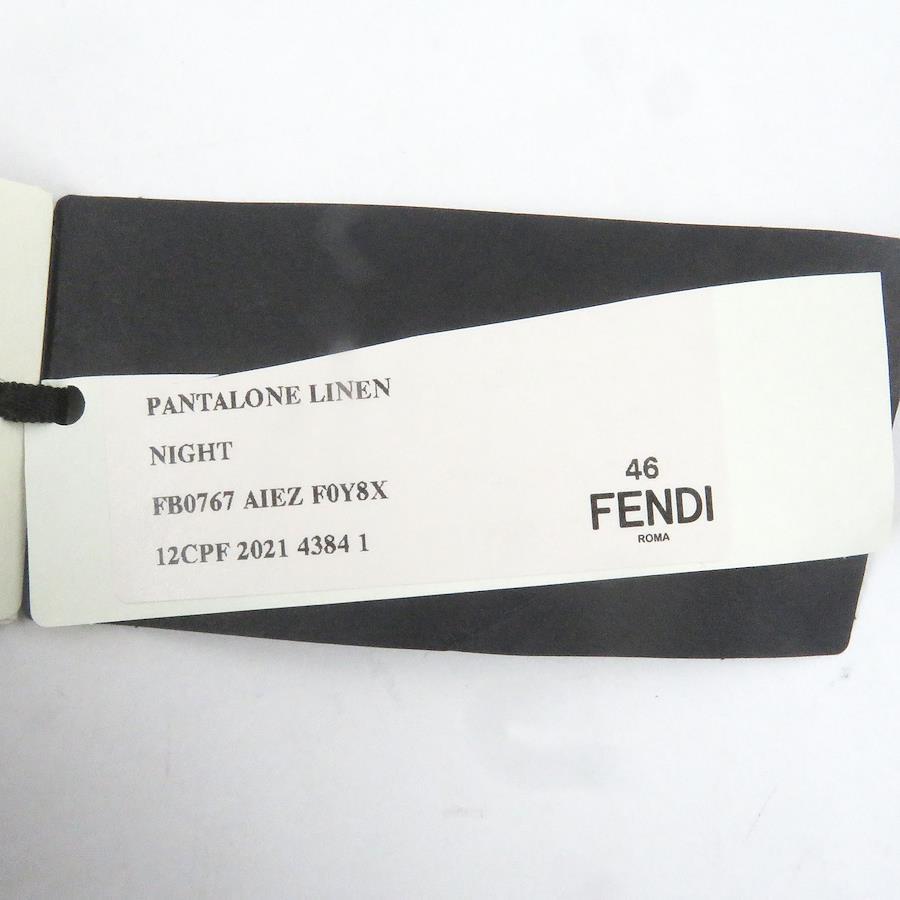 PANTALONE LINEN
NIGHT
FB0767 AIEZ F0Y8X
12CPF 2021 4384 1
46
FENDI
ROMA